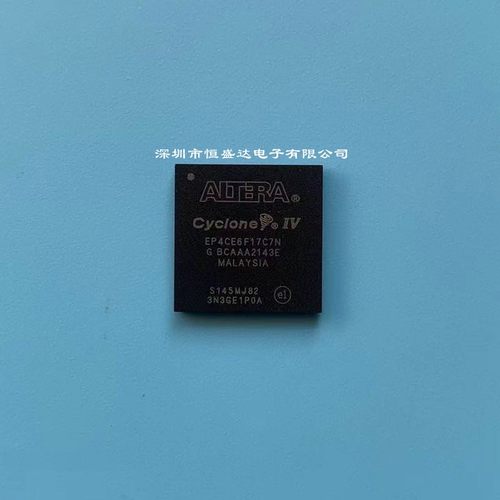 深圳市恒盛达电子有限公司
ALTERA®
Cyclone® IV
EP4CE6F17C7N
G BCAAA2143E
MALAYSIA
S145MJ82
3N3GE1P0A
e1